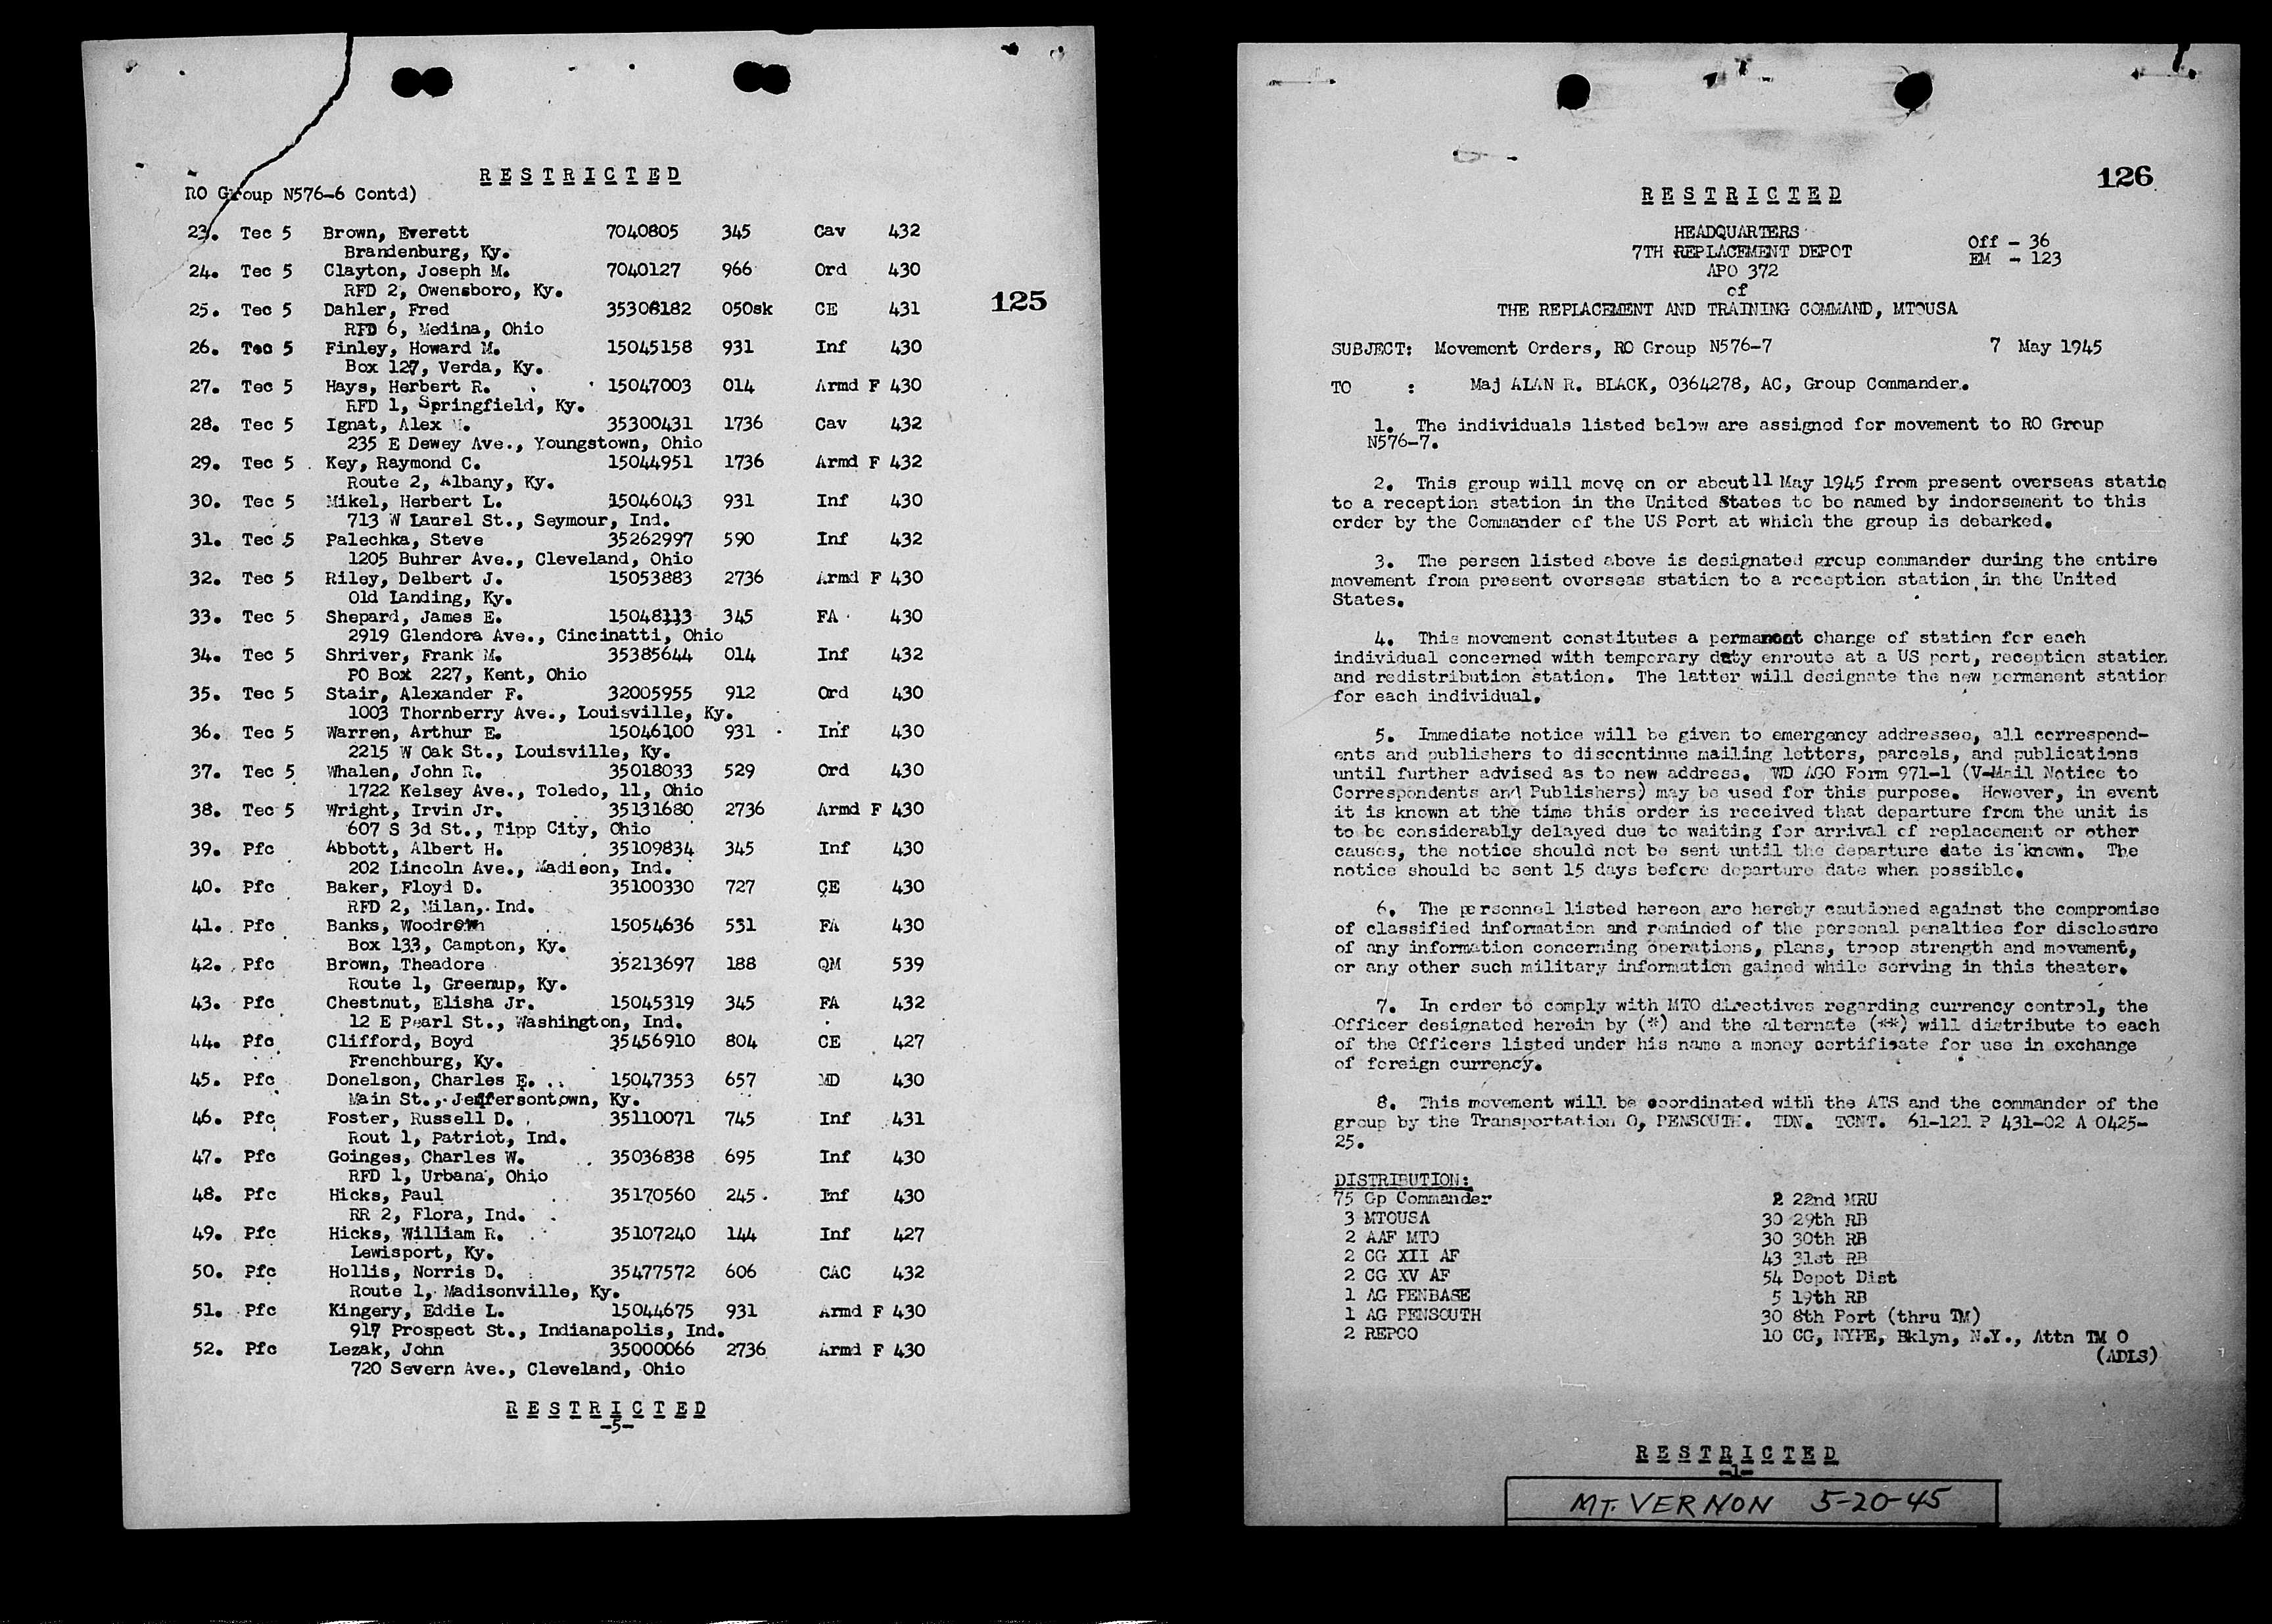 RESTRICTED
RO Group N576-6 Contd)
23. Tec 5 Brown, Everett 7040805 345 Cav 432
Brandenburg, Ky.
24. Tec 5 Clayton, Joseph M. 7040127 966 Ord 430
RFD 2, Owensboro, Ky.
125
25. Tec 5 Dahler, Fred 35308182 050sk CE 431
RFD 6, Medina, Ohio
26. Tec 5 Finley, Howard M. 15045158 931 Inf 430
Box 127, Verda, Ky.
27. Tec 5 Hays, Herbert R. 15047003 014 Armd F 430
RFD 1, Springfield, Ky.
28. Tec 5 Ignat, Alex 35300431 1736 Cav 432
235 E Dewey Ave., Youngstown, Ohio
29. Tec 5 Key, Raymond C. 15044951 1736 Armd F 432
Route 2, Albany, Ky.
30. Tec 5 Mikel, Herbert L. 15046043 931 Inf 430
713 W Laurel St., Seymour, Ind.
31. Tec 5 Palechka, Steve 35262997 590 Inf 432
1205 Buhrer Ave., Cleveland, Ohio
32. Tec 5 Riley, Delbert J. 15053883 2736 Armd F 430
Old Landing, Ky.
33. Tec 5 Shepard, James E. 15048113 345 FA 430
2919 Glendora Ave., Cincinatti, Ohio
34. Tec 5 Shriver, Frank M. 35385644 014 Inf 432
PO Box 227, Kent, Ohio
35. Tec 5 Stair, Alexander F. 32005955 912 Ord 430
1003 Thornberry Ave., Louisville, Ky.
36. Tec 5 Warren, Arthur E. 15046100 931 Inf 430
2215 W Oak St., Louisville, Ky.
37. Tec 5 Whalen, John R. 35018033 529 Ord 430
1722 Kelsey Ave., Toledo, 11, Ohio
38. Tec 5 Wright, Irvin Jr. 35131680 2736 Armd F 430
607 S 3d St., Tipp City, Ohio
39. Pfc Abbott, Albert H. 35109834 345 Inf 430
202 Lincoln Ave., Madison, Ind.
40. Pfc Baker, Floyd D. 35100330 727 CE 430
RFD 2, Milan, Ind.
41. Pfc Banks, 15054636 531 FA 430
Box 133, Campton, Ky.
42. Pfc Brown, Theadore 35213697 188 QM 539
Route 1, Greenup, Ky.
43. Pfc Chestnut, Elisha Jr. 15045319 345 FA 432
12 E Pearl St., Washington, Ind.
44. Pfc Clifford, Boyd 35456910 804 CE 427
Frenchburg, Ky.
45. Pfc Donelson, Charles E. 15047353 657 MD 430
Main St., Jeffersontown, Ky.
46. Pfc Foster, Russell D. 35110071 745 Inf 431
Rout 1, Patriot, Ind.
47. Pfc Goinges, Charles W. 35036838 695 Inf 430
RFD 1, Urbana, Ohio
48. Pfc Hicks, Paul 35170560 245 Inf 430
RR 2, Flora, Ind.
49. Pfc Hicks, William R. 35107240 144 Inf 427
Lewisport, Ky.
50. Pfc Hollis, Norris D. 35477572 606 CAC 432
Route 1, Madisonville, Ky.
51. Pfc Kingery, Eddie L. 15044675 931 Armd F 430
917 Prospect St., Indianapolis, Ind.
52. Pfc Lezak, John 35000066 2736 Armd F 430
720 Severn Ave., Cleveland, Ohio
RESTRICTED
-5-
126
RESTRICTED
HEADQUARTERS
7TH REPLACEMENT DEPOT
APO 372
of
THE REPLACEMENT AND TRAINING COMMAND, MTOUSA
Off - 36
EM - 123
SUBJECT: Movement Orders, RO Group N576-7 7 May 1945
TO : Maj ALAN R. BLACK, O364278, AC, Group Commander.
1. The individuals listed below are assigned for movement to RO Group
N576-7.
2. This group will move on or about 11 May 1945 from present overseas statio
to a reception station in the United States to be named by indorsement to this
order by the Commander of the US Port at which the group is debarked.
3. The person listed above is designated group commander during the entire
movement from present overseas station to a reception station in the United
States.
4. This movement constitutes a permanent change of station for each
individual concerned with temporary duty enroute at a US port, reception station
and redistribution station. The latter will designate the new permanent station
for each individual.
5. Immediate notice will be given to emergency addressee, all correspond-
ents and publishers to discontinue mailing letters, parcels, and publications
until further advised as to new address. WD AGO Form 971-1 (V-Mail Notice to
Correspondents and Publishers) may be used for this purpose. However, in event
it is known at the time this order is received that departure from the unit is
to be considerably delayed due to waiting for arrival of replacement or other
causes, the notice should not be sent until the departure date is known. The
notice should be sent 15 days before departure date when possible.
6. The personnel listed hereon are hereby cautioned against the compromise
of classified information and reminded of the personal penalties for disclosure
of any information concerning operations, plans, troop strength and movement,
or any other such military information gained while serving in this theater.
7. In order to comply with MTO directives regarding currency control, the
Officer designated herein by (*) and the alternate (**) will distribute to each
of the Officers listed under his name a money certificate for use in exchange
of foreign currency.
8. This movement will be coordinated with the ATS and the commander of the
group by the Transportation O, PENSOUTH. TDN. TCNT. 61-121 P 431-02 A 0425-
25.
DISTRIBUTION:
75 Gp Commander 2 22nd MRU
3 MTOUSA 30 29th RB
2 AAF MTO 30 30th RB
2 CG XII AF 43 31st RB
2 CG XV AF 54 Depot Dist
1 AG PENBASE 5 19th RB
1 AG PENSOUTH 30 8th Port (thru TM)
2 REPCO 10 CG, NYPE, Bklyn, N.Y., Attn TM O
(ADLS)
RESTRICTED
-1-
MT. VERNON 5-20-45